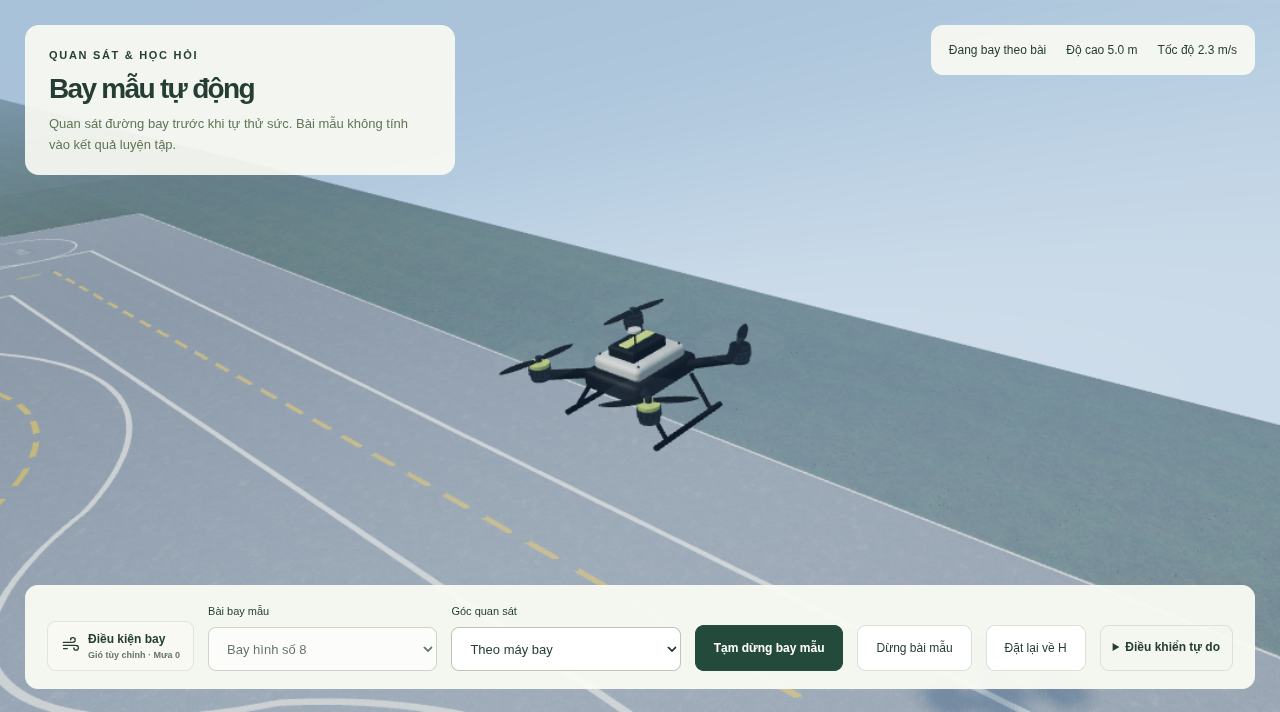 QUAN SÁT & HỌC HỎI
Bay mẫu tự động
Quan sát đường bay trước khi tự thử sức. Bài mẫu không tính
vào kết quả luyện tập.
Đang bay theo bài Độ cao 5.0 m Tốc độ 2.3 m/s
Điều kiện bay
Gió tùy chỉnh · Mưa 0
Bài bay mẫu
Bay hình số 8
Góc quan sát
Theo máy bay
Tạm dừng bay mẫu
Dừng bài mẫu
Đặt lại về H
Điều khiển tự do